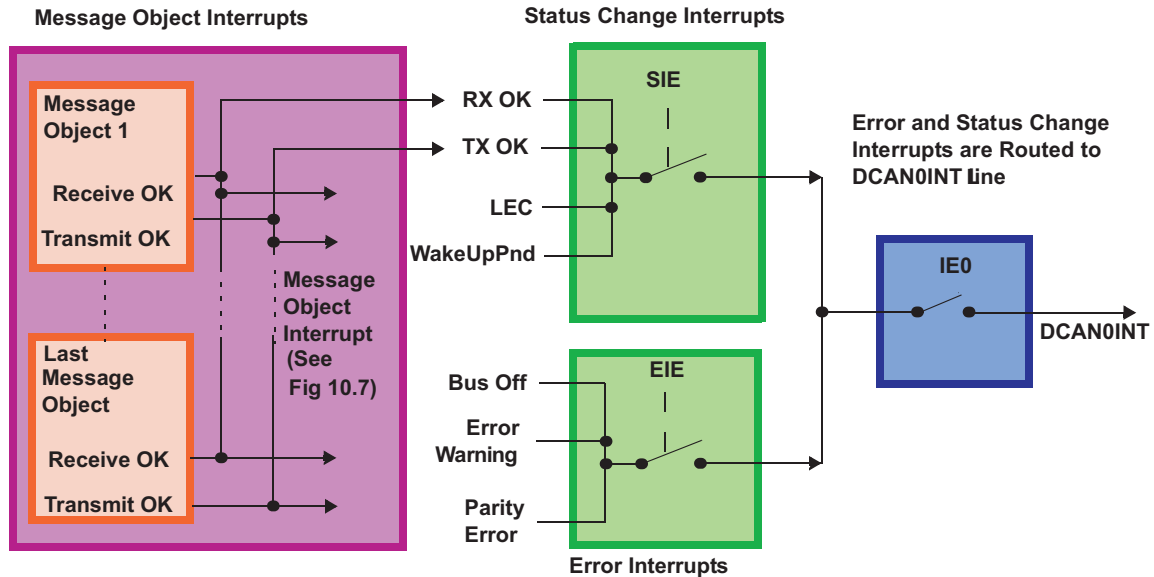 Message Object Interrupts
Status Change Interrupts
Message
Object 1
Receive OK
Transmit OK
Message
Object
Interrupt
(See
Fig 10.7)
Last
Message
Object
Receive OK
Transmit OK
RX OK
TX OK
LEC
WakeUpPnd
SIE
Bus Off
Error
Warning
Parity
Error
EIE
Error Interrupts
Error and Status Change
Interrupts are Routed to
DCAN0INT Line
IE0
DCAN0INT